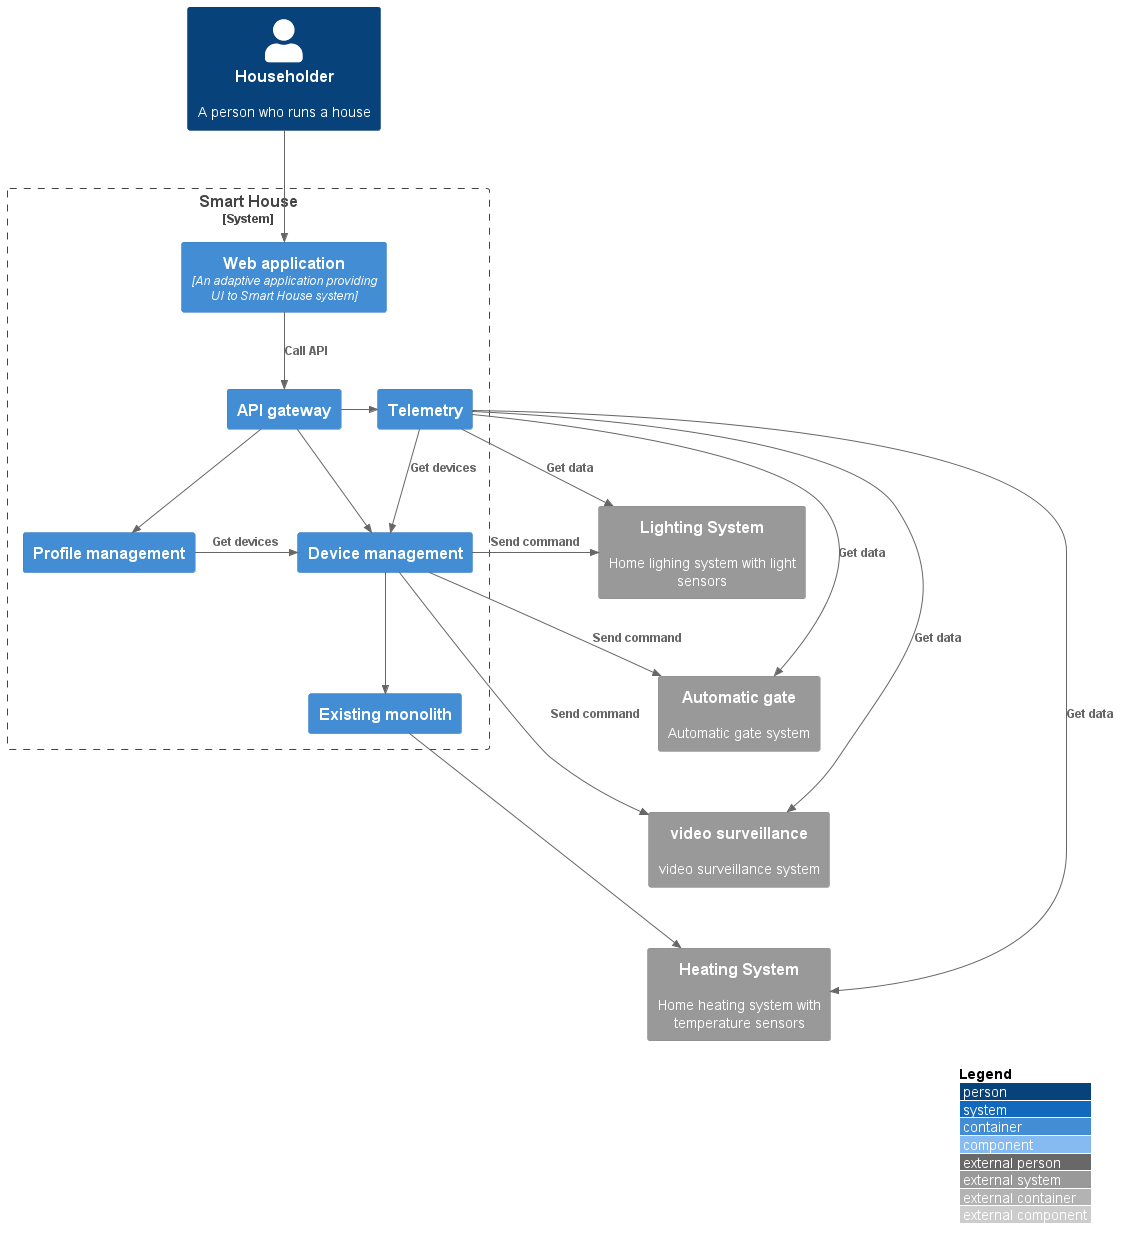 Householder
A person who runs a house
Smart House
[System]
Web application
[An adaptive application providing
UI to Smart House system]
Call API
API gateway
Telemetry
Get devices
Get data
Lighting System
Home lighing system with light
sensors
Profile management
Get devices
Device management
Send command
Get data
Send command
Get data
Automatic gate
Automatic gate system
Existing monolith
Send command
Get data
video surveillance
video surveillance system
Heating System
Home heating system with
temperature sensors
Legend
person
system
container
component
external person
external system
external container
external component